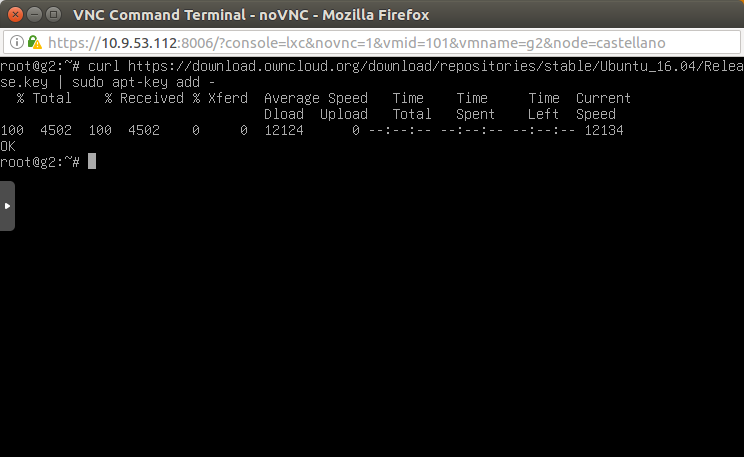 VNC Command Terminal - noVNC - Mozilla Firefox
https://10.9.53.112:8006/?console=lxc&novnc=1&vmid=101&vmname=g2&node=castellano
root@g2:~# curl https://download.owncloud.org/download/repositories/stable/Ubuntu_16.04/Relea
se.key | sudo apt-key add -
  % Total    % Received % Xferd  Average Speed   Time    Time     Time  Current
                                 Dload  Upload   Total   Spent    Left  Speed
100  4502  100  4502    0     0  12124      0 --:--:-- --:--:-- --:--:-- 12134
OK
root@g2:~#